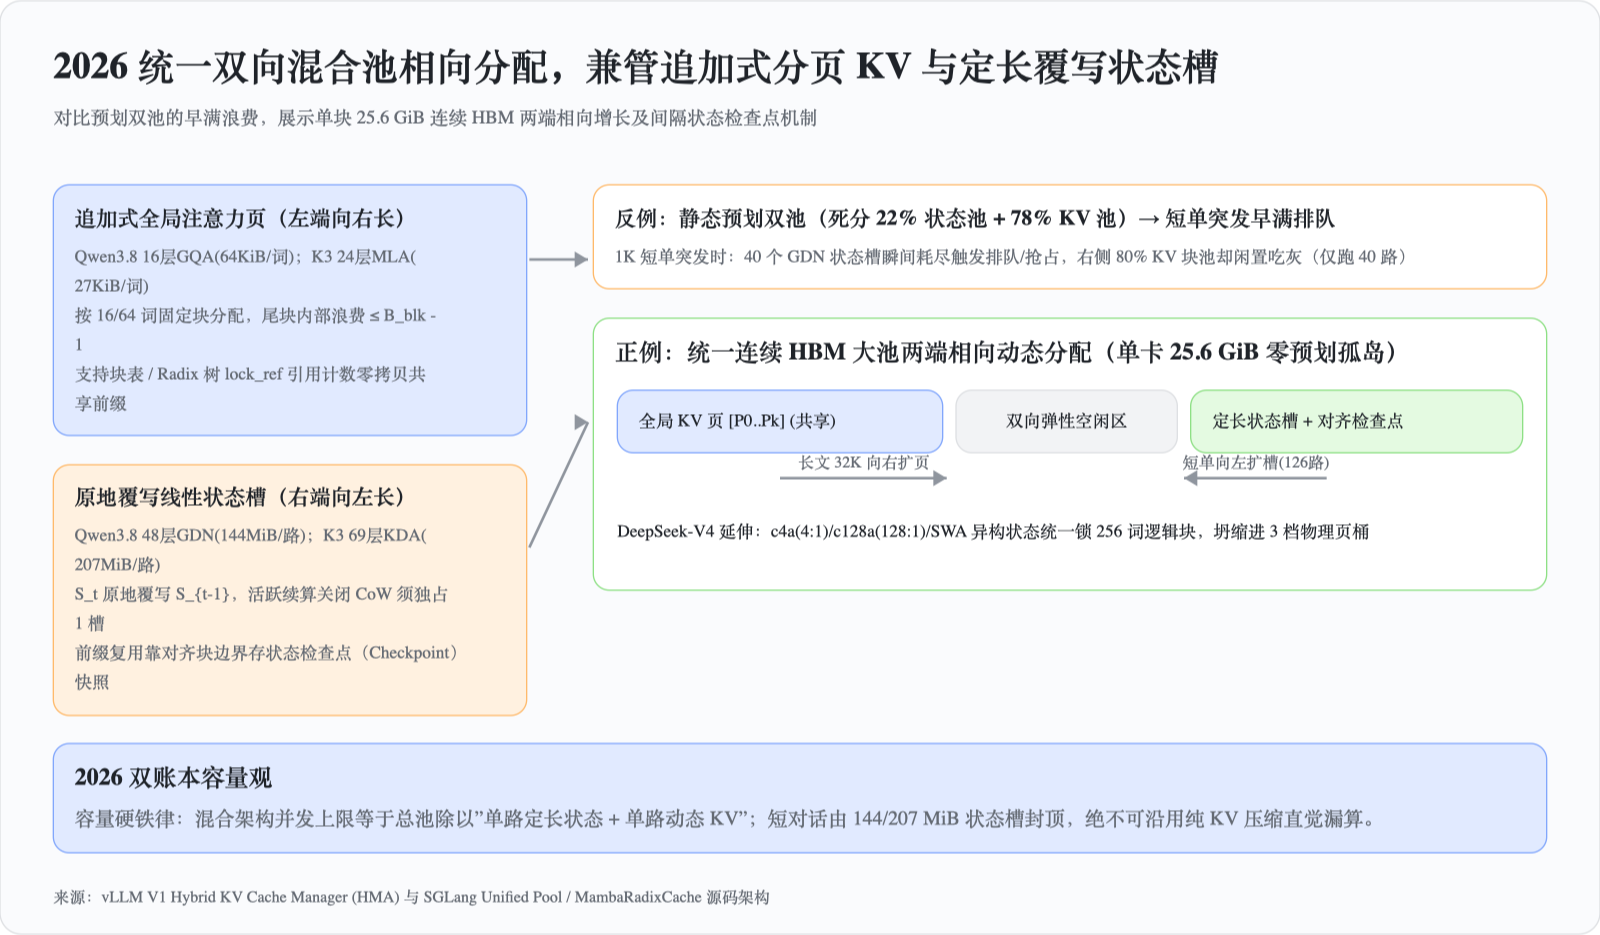 2026 统一双向混合池相向分配，兼管追加式分页 KV 与定长覆写状态槽
对比预划双池的早满浪费，展示单块 25.6 GiB 连续 HBM 两端相向增长及间隔状态检查点机制
追加式全局注意力页（左端向右长）
Qwen3.8 16层GQA(64KiB/词)；K3 24层MLA(
27KiB/词)
按 16/64 词固定块分配，尾块内部浪费 ≤ B_blk -
1
支持块表 / Radix 树 lock_ref 引用计数零拷贝共
享前缀
原地覆写线性状态槽（右端向左长）
Qwen3.8 48层GDN(144MiB/路)；K3 69层KDA(
207MiB/路)
S_t 原地覆写 S_{t-1}，活跃续算关闭 CoW 须独占
1 槽
前缀复用靠对齐块边界存状态检查点（Checkpoint）
快照
反例：静态预划双池（死分 22% 状态池 + 78% KV 池）→ 短单突发早满排队
1K 短单突发时：40 个 GDN 状态槽瞬间耗尽触发排队/抢占，右侧 80% KV 块池却闲置吃灰（仅跑 40 路）
正例：统一连续 HBM 大池两端相向动态分配（单卡 25.6 GiB 零预划孤岛）
全局 KV 页 [P0..Pk] (共享)
双向弹性空闲区
定长状态槽 + 对齐检查点
长文 32K 向右扩页
短单向左扩槽(126路)
DeepSeek-V4 延伸：c4a(4:1)/c128a(128:1)/SWA 异构状态统一锁 256 词逻辑块，坍缩进 3 档物理页桶
2026 双账本容量观
容量硬铁律：混合架构并发上限等于总池除以”单路定长状态 + 单路动态 KV”；短对话由 144/207 MiB 状态槽封顶，绝不可沿用纯 KV 压缩直觉漏算。
来源：vLLM V1 Hybrid KV Cache Manager (HMA) 与 SGLang Unified Pool / MambaRadixCache 源码架构